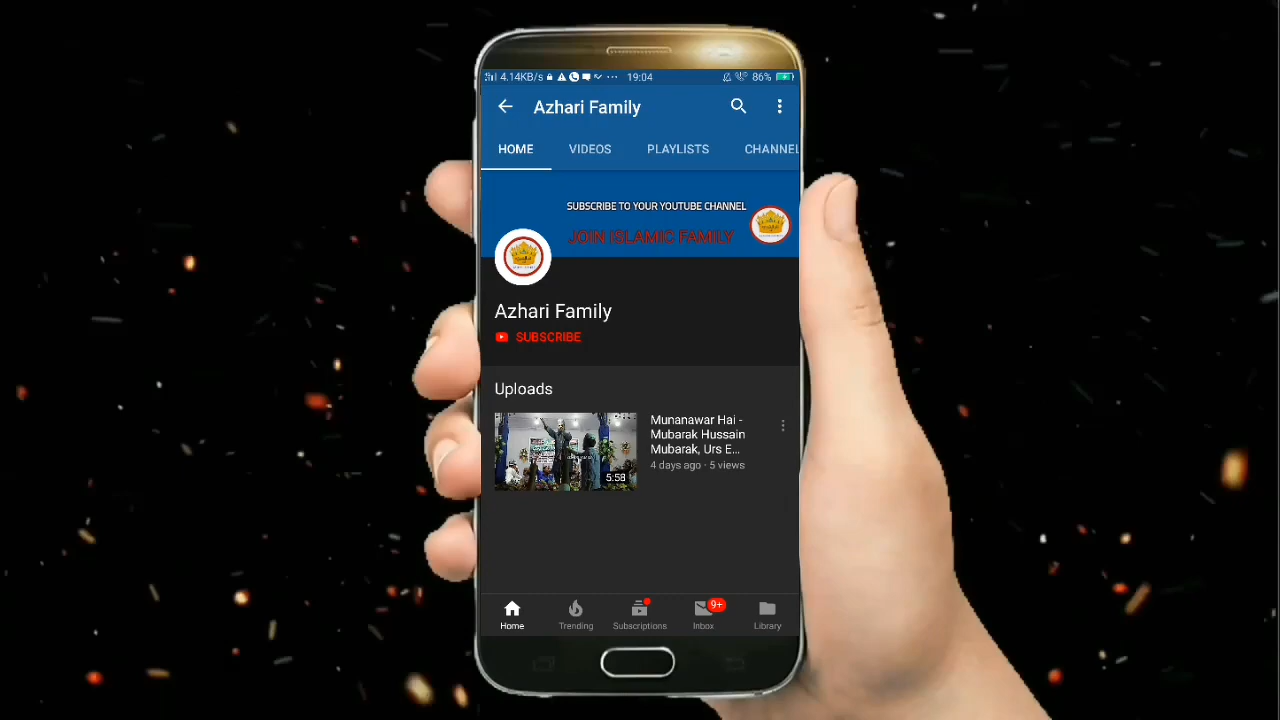 4.14KB/s
19:04
86%
Azhari Family
HOME
VIDEOS
PLAYLISTS
CHANNEL
SUBSCRIBE TO YOUR YOUTUBE CHANNEL
JOIN ISLAMIC FAMILY
Azhari Family
SUBSCRIBE
Uploads
5:58
Munanawar Hai -
Mubarak Hussain
Mubarak, Urs E...
4 days ago · 5 views
9+
Home
Trending
Subscriptions
Inbox
Library